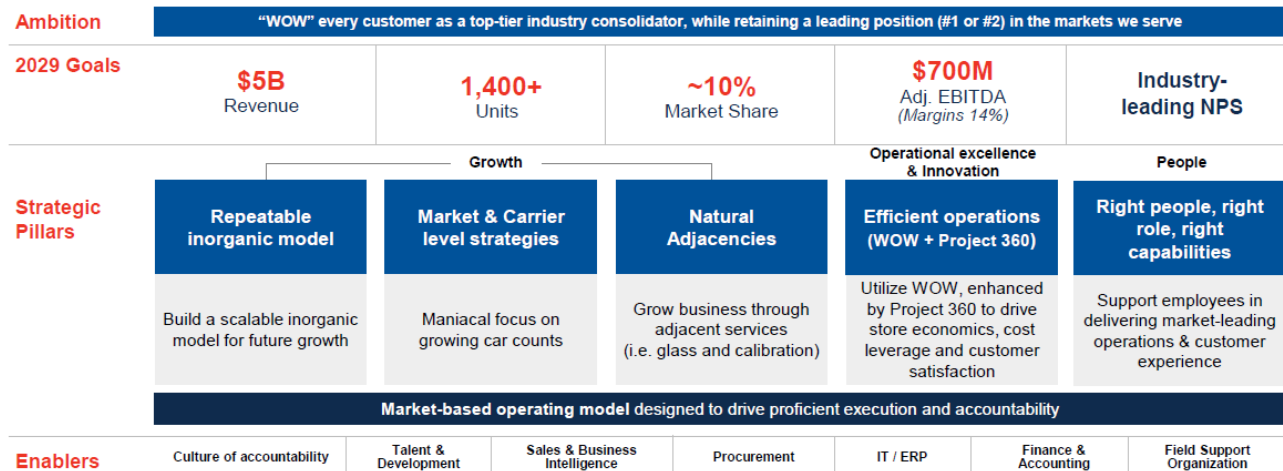 Ambition
“WOW” every customer as a top-tier industry consolidator, while retaining a leading position (#1 or #2) in the markets we serve
2029 Goals
$5B
Revenue
1,400+
Units
~10%
Market Share
$700M
Adj. EBITDA
(Margins 14%)
Industry-
leading NPS
Growth
Operational excellence
& Innovation
People
Strategic
Pillars
Repeatable
inorganic model
Market & Carrier
level strategies
Natural
Adjacencies
Efficient operations
(WOW + Project 360)
Right people, right
role, right
capabilities
Build a scalable inorganic
model for future growth
Maniacal focus on
growing car counts
Grow business through
adjacent services
(i.e. glass and calibration)
Utilize WOW, enhanced
by Project 360 to drive
store economics, cost
leverage and customer
satisfaction
Support employees in
delivering market-leading
operations & customer
experience
Market-based operating model designed to drive proficient execution and accountability
Enablers
Culture of accountability
Talent &
Development
Sales & Business
Intelligence
Procurement
IT / ERP
Finance &
Accounting
Field Support
Organization